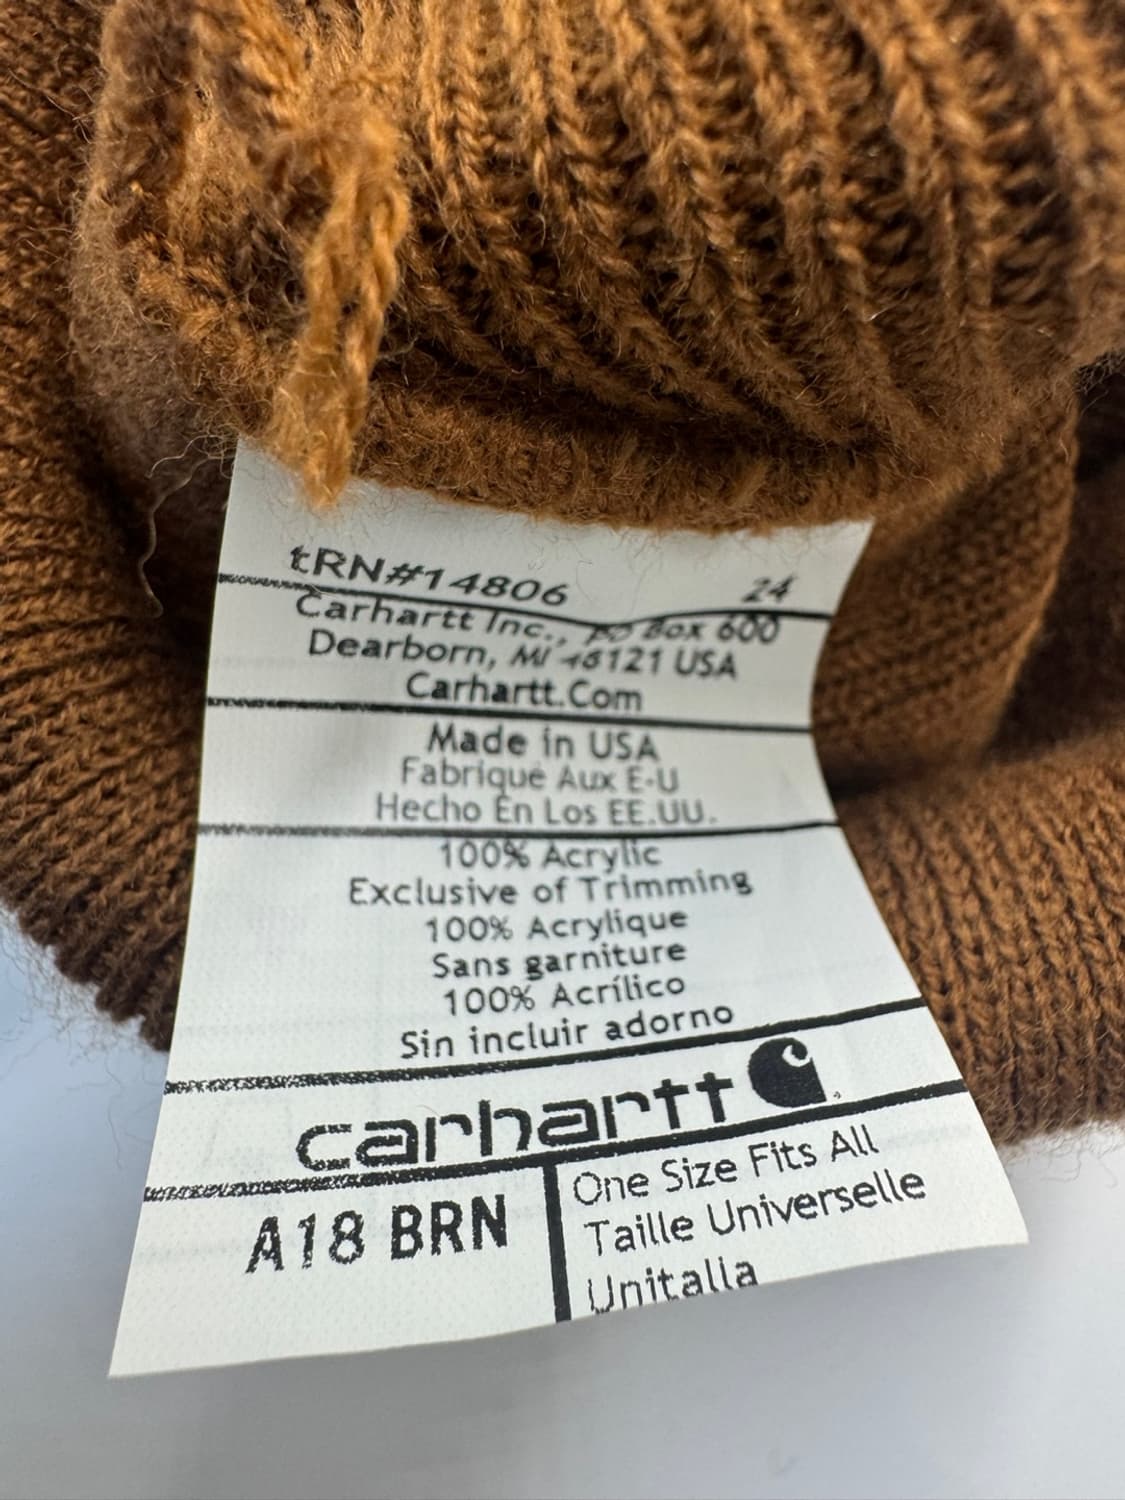 tRN#14806 24
Carhartt Inc., PO Box 600
Dearborn, MI 48121 USA
Carhartt.Com
Made in USA
Fabriqué Aux E-U
Hecho En Los EE.UU.
100% Acrylic
Exclusive of Trimming
100% Acrylique
Sans garniture
100% Acrílico
Sin incluir adorno
carhartt
A18 BRN
One Size Fits All
Taille Universelle
Unitalla